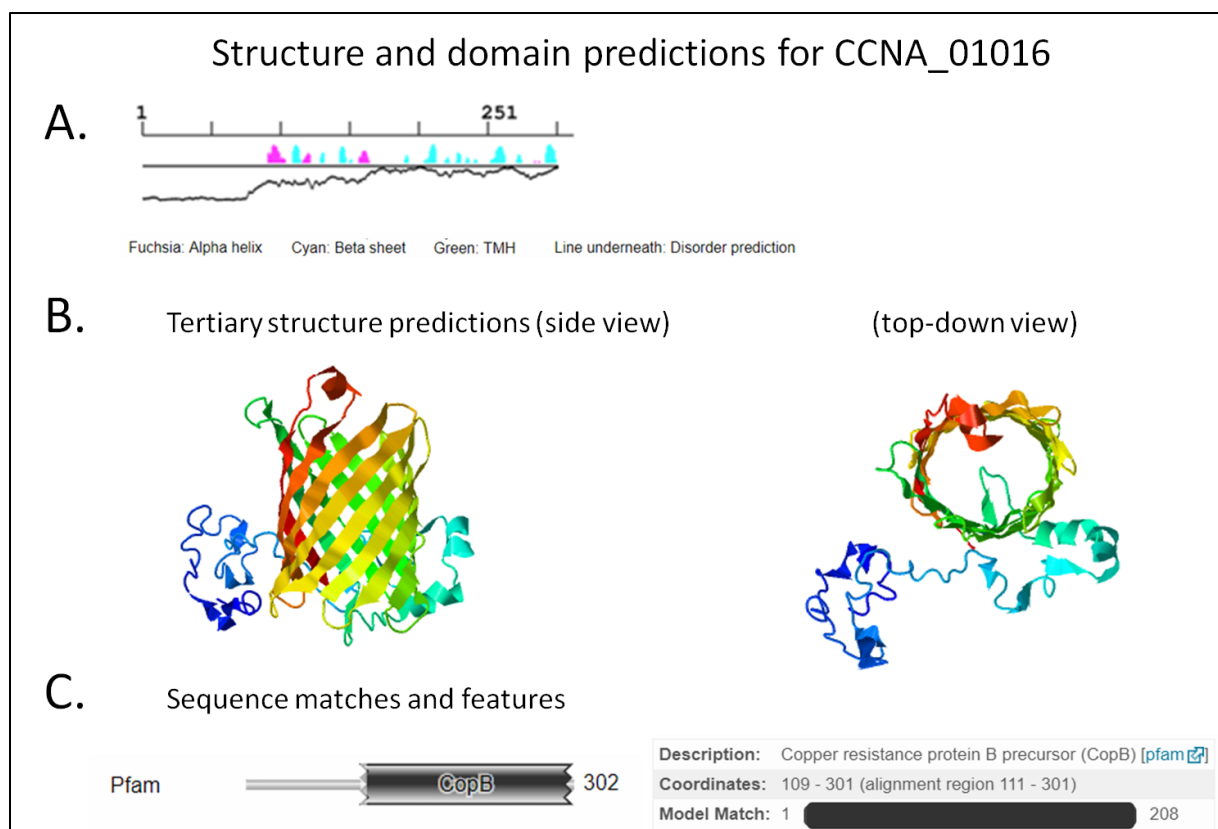 Structure and domain predictions for CCNA_01016
A.
1 251
Fuchsia: Alpha helix Cyan: Beta sheet Green: TMH Line underneath: Disorder prediction
B. Tertiary structure predictions (side view) (top-down view)
C. Sequence matches and features
Pfam CopB 302
Description: Copper resistance protein B precursor (CopB) [pfam]
Coordinates: 109 - 301 (alignment region 111 - 301)
Model Match: 1 208